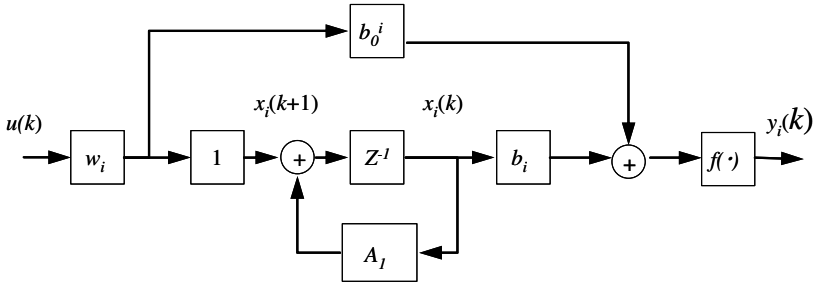 b₀ⁱ
xᵢ(k+1)
xᵢ(k)
u(k)
yᵢ(k)
wᵢ
1
+
Z⁻¹
bᵢ
+
f(·)
A₁